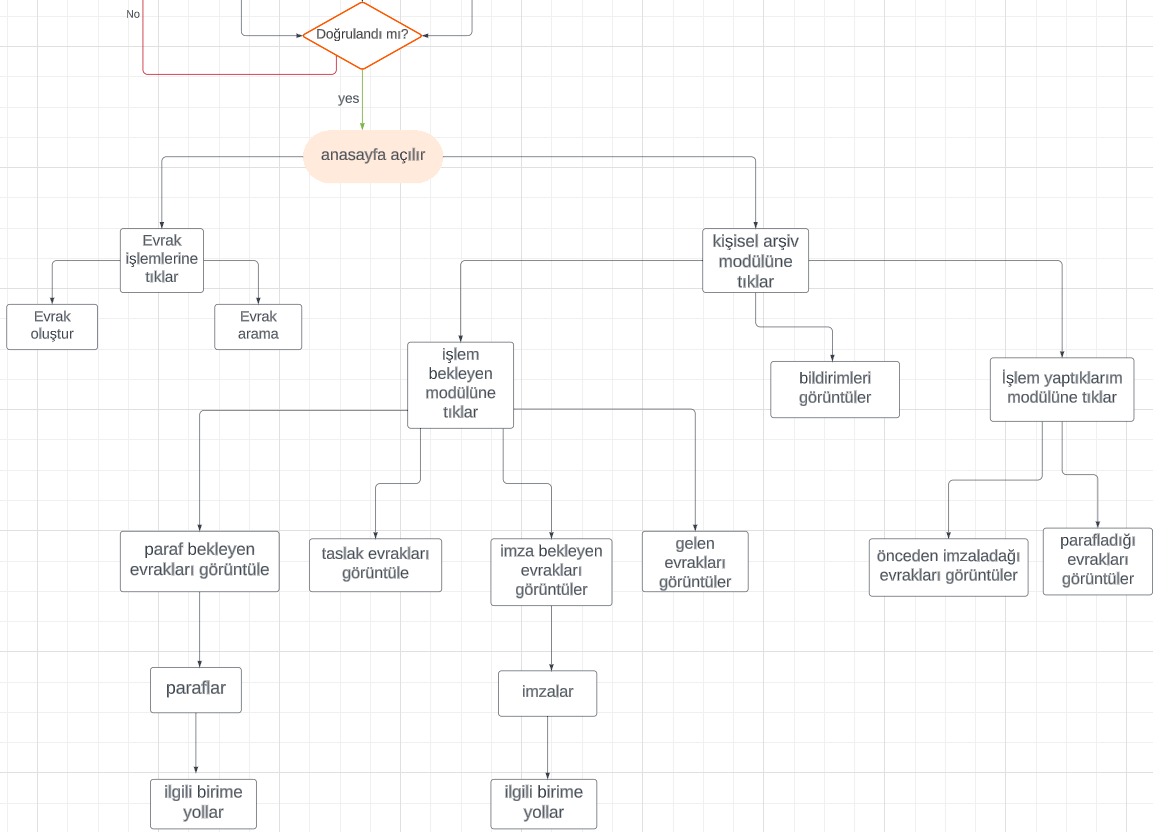 No
Doğrulandı mı?
yes
anasayfa açılır
Evrak
işlemlerine
tıklar
kişisel arşiv
modülüne
tıklar
Evrak
oluştur
Evrak
arama
işlem
bekleyen
modülüne
tıklar
bildirimleri
görüntüler
İşlem yaptıklarım
modülüne tıklar
paraf bekleyen
evrakları görüntüle
taslak evrakları
görüntüle
imza bekleyen
evrakları
görüntüler
gelen
evrakları
görüntüler
önceden imzaladağı
evrakları görüntüler
parafladığı
evrakları
görüntüler
paraflar
imzalar
ilgili birime
yollar
ilgili birime
yollar